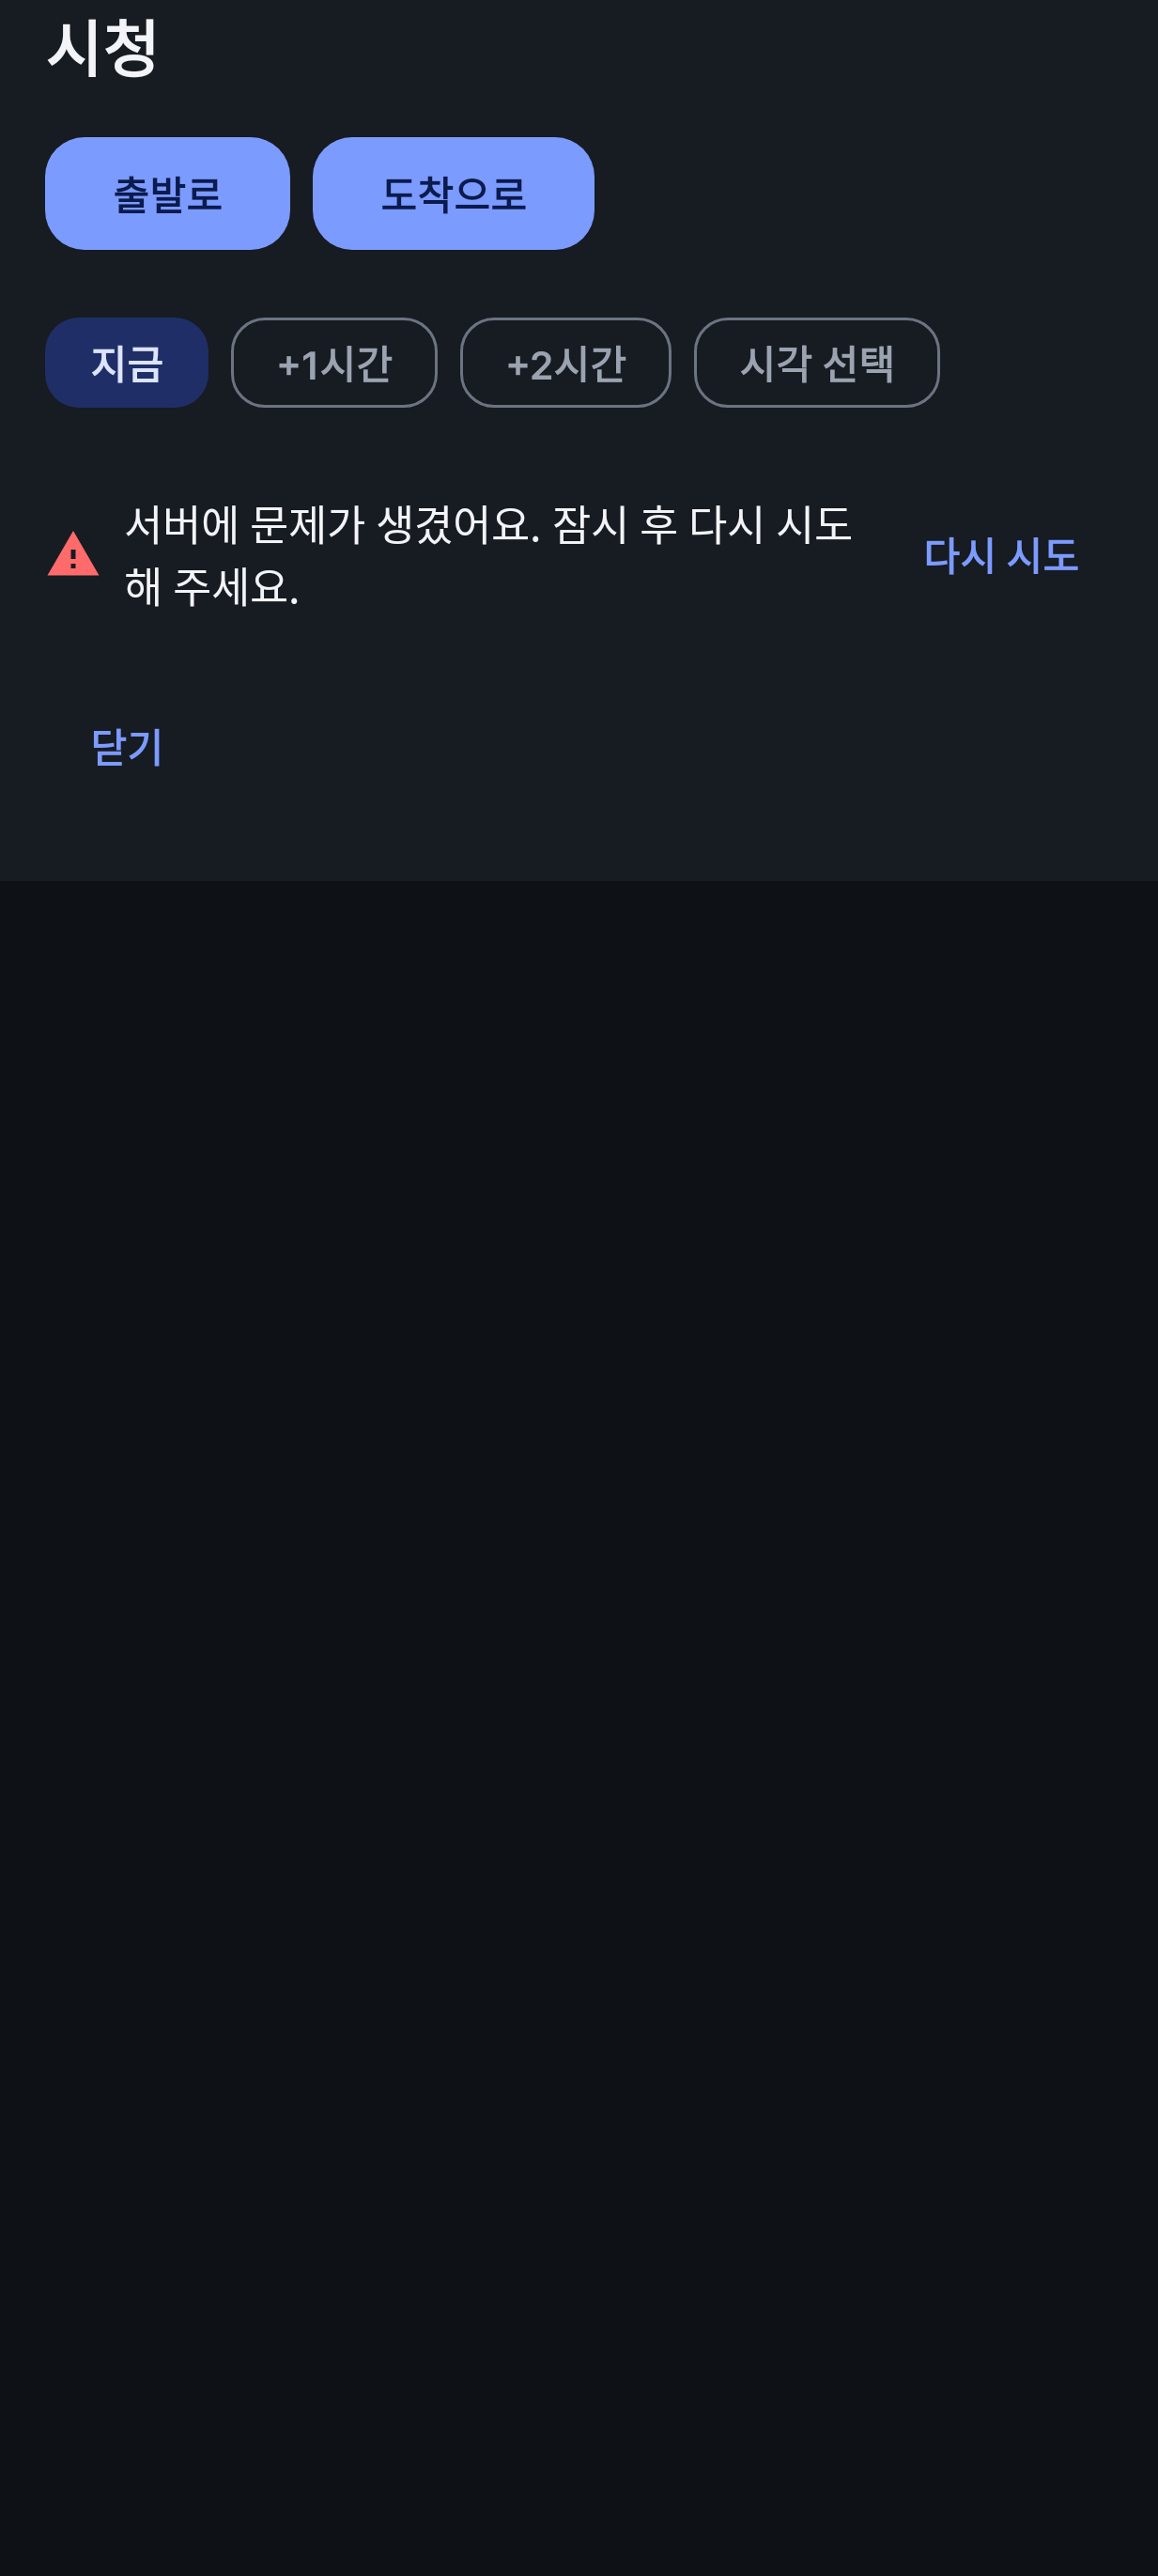 시청
출발로 도착으로
지금 +1시간 +2시간 시각 선택
서버에 문제가 생겼어요. 잠시 후 다시 시도
해 주세요.
다시 시도
닫기